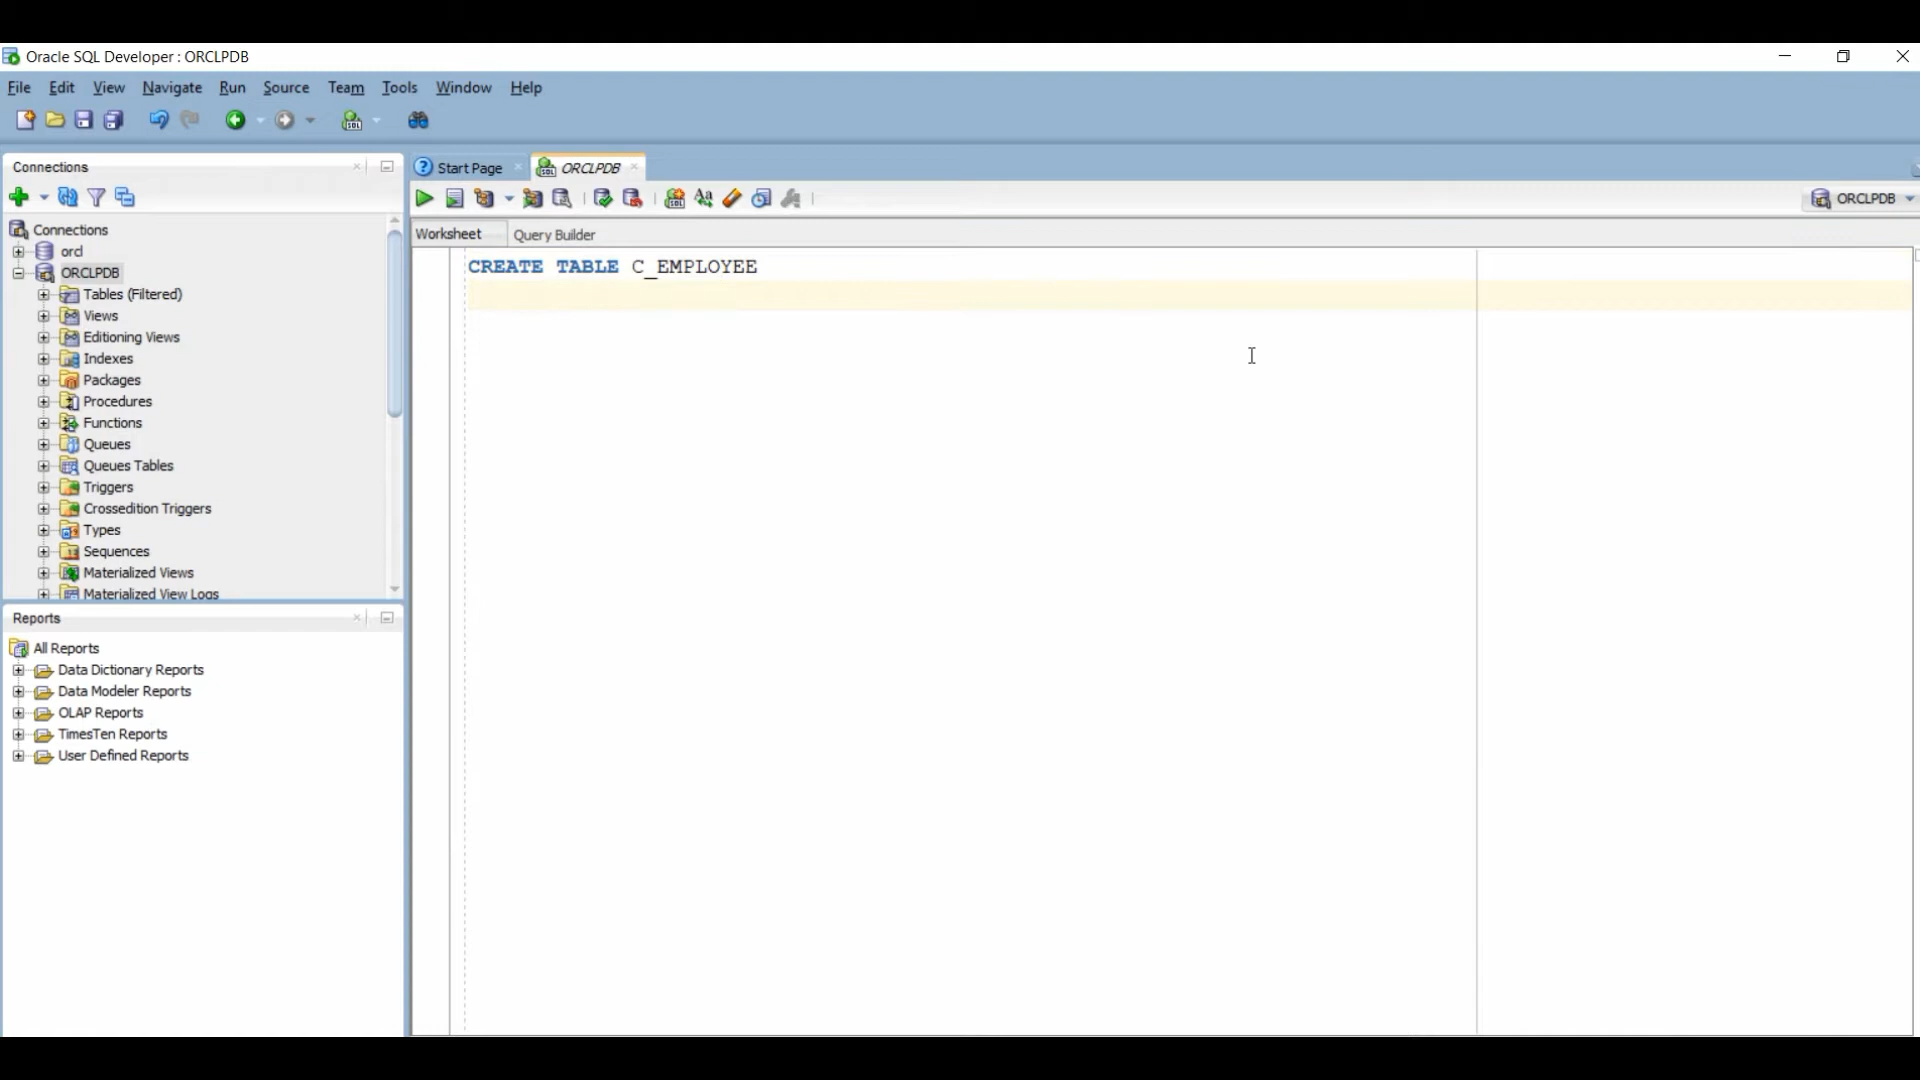 Oracle SQL Developer : ORCLPDB
File Edit View Navigate Run Source Team Tools Window Help
Connections
Start Page
ORCLPDB
ORCLPDB
Worksheet
Query Builder
Connections
orcl
ORCLPDB
Tables (Filtered)
Views
Editioning Views
Indexes
Packages
Procedures
Functions
Queues
Queues Tables
Triggers
Crossedition Triggers
Types
Sequences
Materialized Views
Materialized View Logs
CREATE TABLE C_EMPLOYEE
Reports
All Reports
Data Dictionary Reports
Data Modeler Reports
OLAP Reports
TimesTen Reports
User Defined Reports